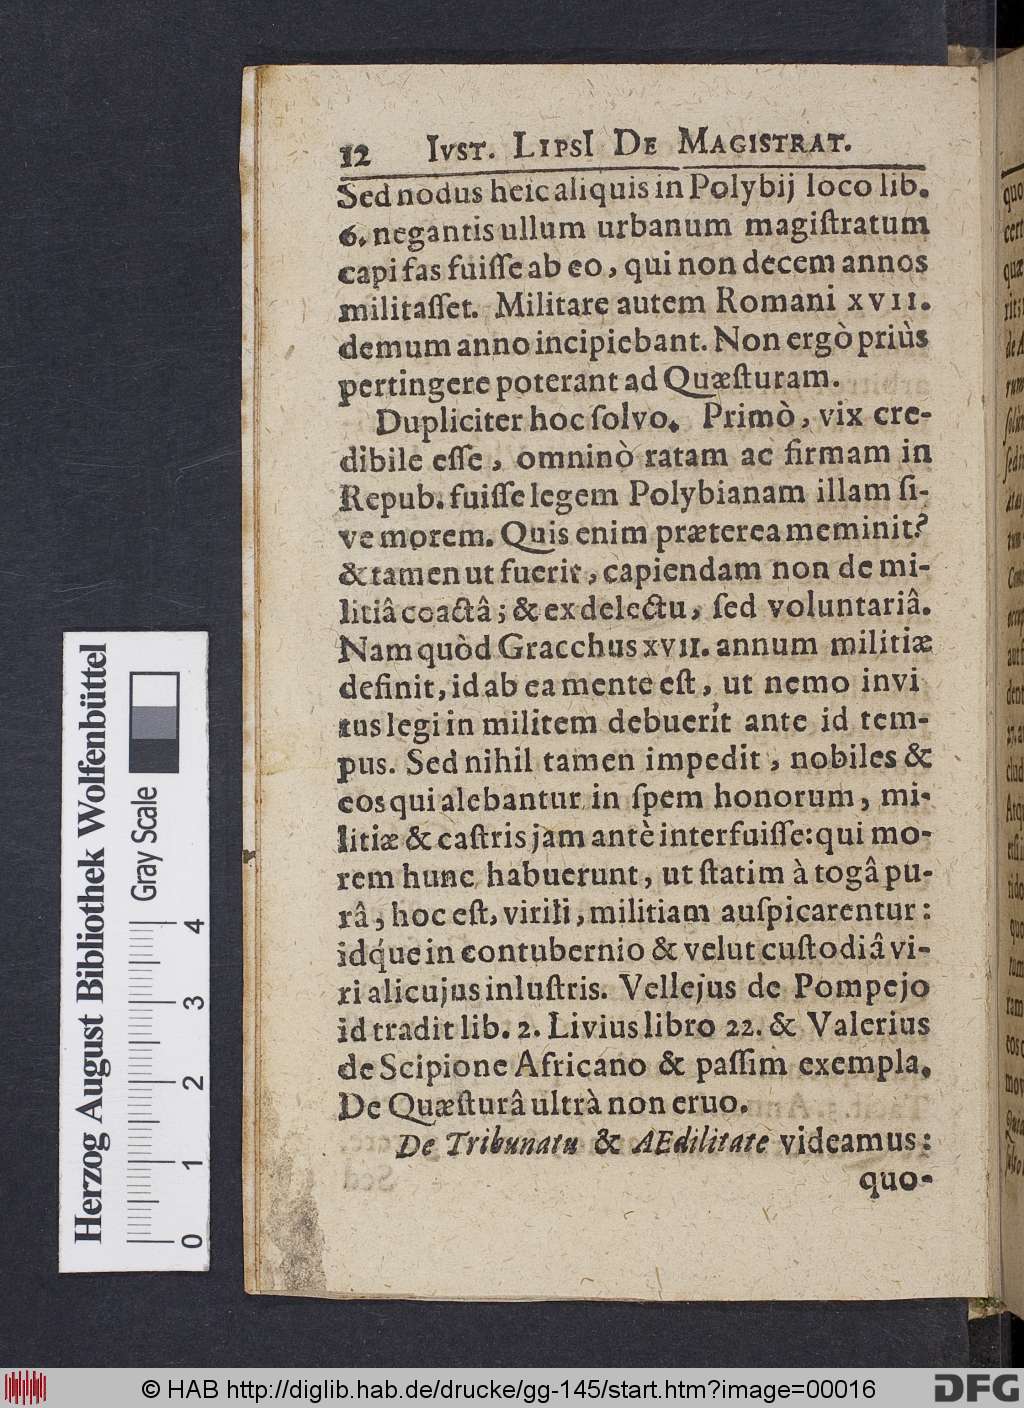 12 IVST. LIPSI DE MAGISTRAT.
Sed nodus heic aliquis in Polybij loco lib.
6. negantis ullum urbanum magiſtratum
capi fas fuiſſe ab eo, qui non decem annos
militaſſet. Militare autem Romani XVII.
demum anno incipiebant. Non ergò priùs
pertingere poterant ad Quæſturam.
Dupliciter hoc ſolvo. Primò, vix cre-
dibile eſſe, omninò ratam ac firmam in
Repub. fuiſſe legem Polybianam illam ſi-
ve morem. Quis enim præterea meminit?
& tamen ut fuerit, capiendam non de mi-
litiâ coactâ; & ex delectu, ſed voluntariâ.
Nam quòd Gracchus XVII. annum militiæ
definit, id ab ea mente eſt, ut nemo invi
tus legi in militem debuerit ante id tem-
pus. Sed nihil tamen impedit, nobiles &
eos qui alebantur in ſpem honorum, mi-
litiæ & caſtris jam antè interfuiſſe: qui mo-
rem hunc habuerunt, ut ſtatim à togâ pu-
râ, hoc eſt, virili, militiam auſpicarentur:
idq́ue in contubernio & velut cuſtodiâ vi-
ri alicujus inluſtris. Vellejus de Pompejo
id tradit lib. 2. Livius libro 22. & Valerius
de Scipione Africano & paſſim exempla.
De Quæſturâ ultrà non eruo.
De Tribunatu & AEdilitate videamus:
quo-
Herzog August Bibliothek Wolfenbüttel
Gray Scale
0 1 2 3 4
© HAB http://diglib.hab.de/drucke/gg-145/start.htm?image=00016
DFG